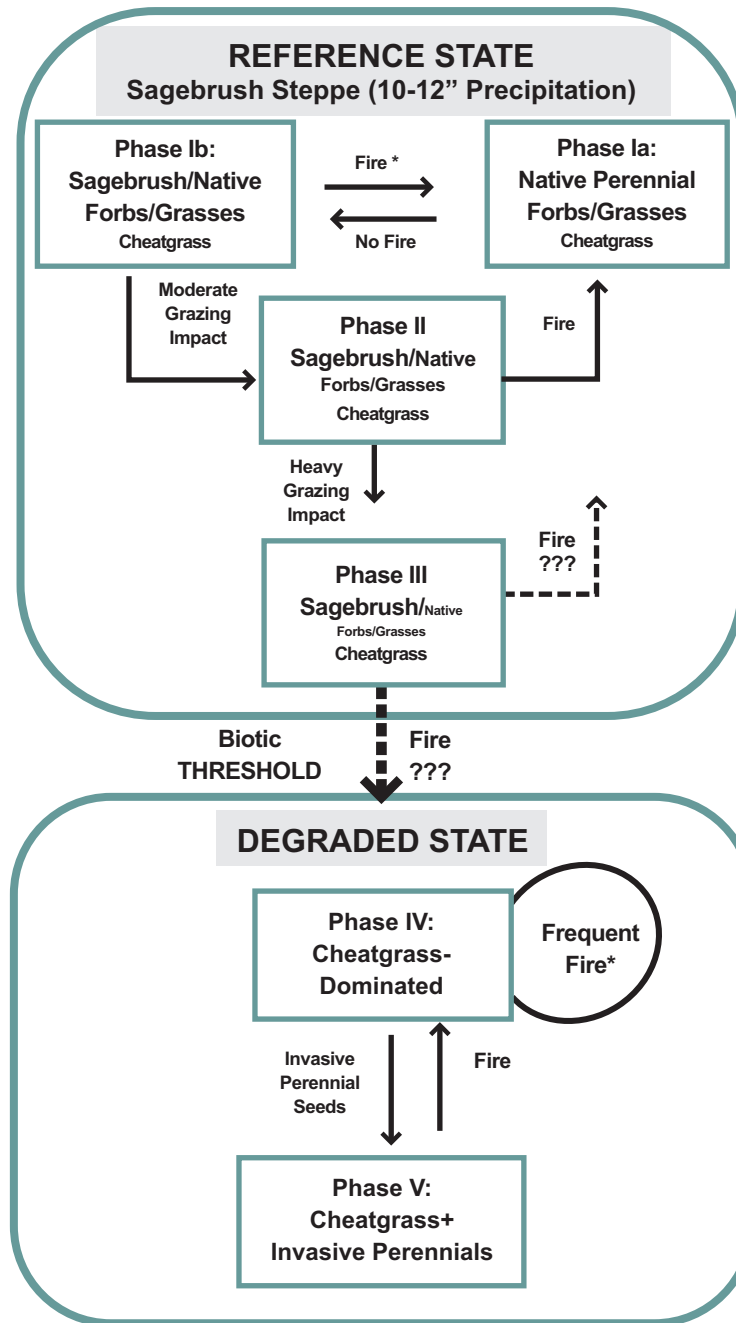 REFERENCE STATE
Sagebrush Steppe (10-12” Precipitation)
Phase Ib:
Sagebrush/Native
Forbs/Grasses
Cheatgrass
Fire *
No Fire
Phase Ia:
Native Perennial
Forbs/Grasses
Cheatgrass
Moderate
Grazing
Impact
Phase II
Sagebrush/Native
Forbs/Grasses
Cheatgrass
Fire
Heavy
Grazing
Impact
Phase III
Sagebrush/Native
Forbs/Grasses
Cheatgrass
Fire
???
Biotic
THRESHOLD
Fire
???
DEGRADED STATE
Phase IV:
Cheatgrass-
Dominated
Frequent
Fire*
Invasive
Perennial
Seeds
Fire
Phase V:
Cheatgrass+
Invasive Perennials